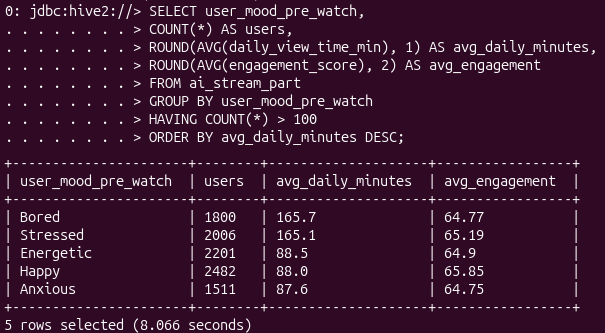 0: jdbc:hive2://> SELECT user_mood_pre_watch,
. . . . . . . . > COUNT(*) AS users,
. . . . . . . . > ROUND(AVG(daily_view_time_min), 1) AS avg_daily_minutes,
. . . . . . . . > ROUND(AVG(engagement_score), 2) AS avg_engagement
. . . . . . . . > FROM ai_stream_part
. . . . . . . . > GROUP BY user_mood_pre_watch
. . . . . . . . > HAVING COUNT(*) > 100
. . . . . . . . > ORDER BY avg_daily_minutes DESC;
+----------------------+--------+--------------------+-----------------+
| user_mood_pre_watch  | users  | avg_daily_minutes  | avg_engagement  |
+----------------------+--------+--------------------+-----------------+
| Bored                | 1800   | 165.7              | 64.77           |
| Stressed             | 2006   | 165.1              | 65.19           |
| Energetic            | 2201   | 88.5               | 64.9            |
| Happy                | 2482   | 88.0               | 65.85           |
| Anxious              | 1511   | 87.6               | 64.75           |
+----------------------+--------+--------------------+-----------------+
5 rows selected (8.066 seconds)